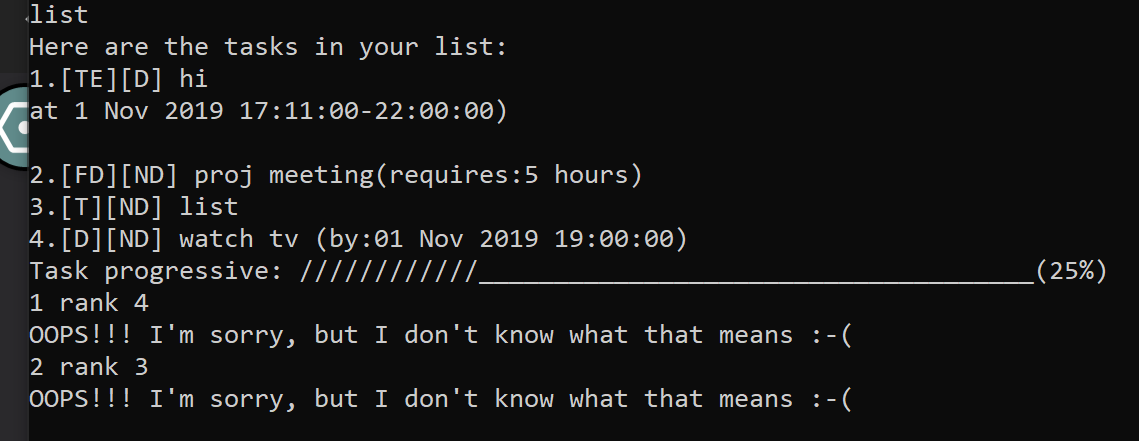 list
Here are the tasks in your list:
1.[TE][D] hi
at 1 Nov 2019 17:11:00-22:00:00)
2.[FD][ND] proj meeting(requires:5 hours)
3.[T][ND] list
4.[D][ND] watch tv (by:01 Nov 2019 19:00:00)
Task progressive: ////////////_____________________________________(25%)
1 rank 4
OOPS!!! I'm sorry, but I don't know what that means :-(
2 rank 3
OOPS!!! I'm sorry, but I don't know what that means :-(